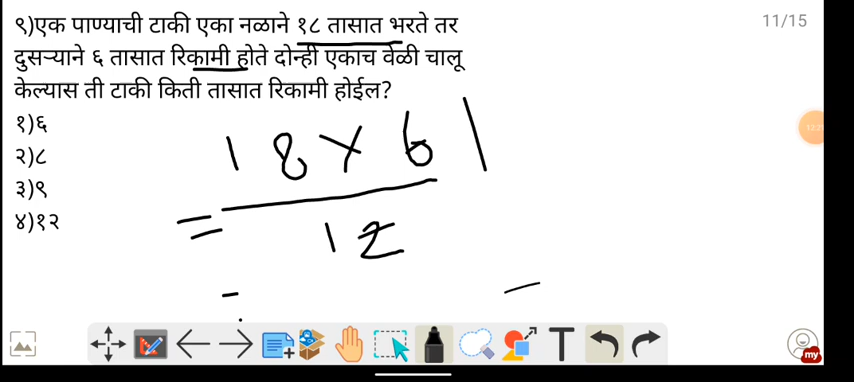 ९)एक पाण्याची टाकी एका नळाने १८ तासात भरते तर
दुसऱ्याने ६ तासात रिकामी होते दोन्ही एकाच वेळी चालू
केल्यास ती टाकी किती तासात रिकामी होईल?
१)६
२)८
३)९
४)१२
11/15
= 18 × 6
12
T
my